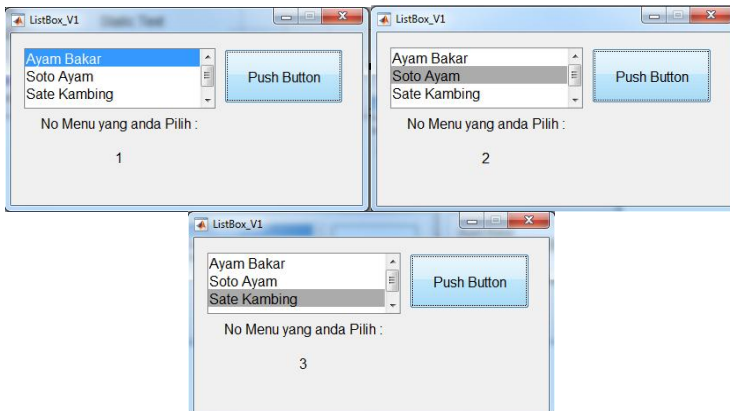 ListBox_V1
Ayam Bakar
Soto Ayam
Sate Kambing
Push Button
No Menu yang anda Pilih :
1
ListBox_V1
Ayam Bakar
Soto Ayam
Sate Kambing
Push Button
No Menu yang anda Pilih :
2
ListBox_V1
Ayam Bakar
Soto Ayam
Sate Kambing
Push Button
No Menu yang anda Pilih :
3